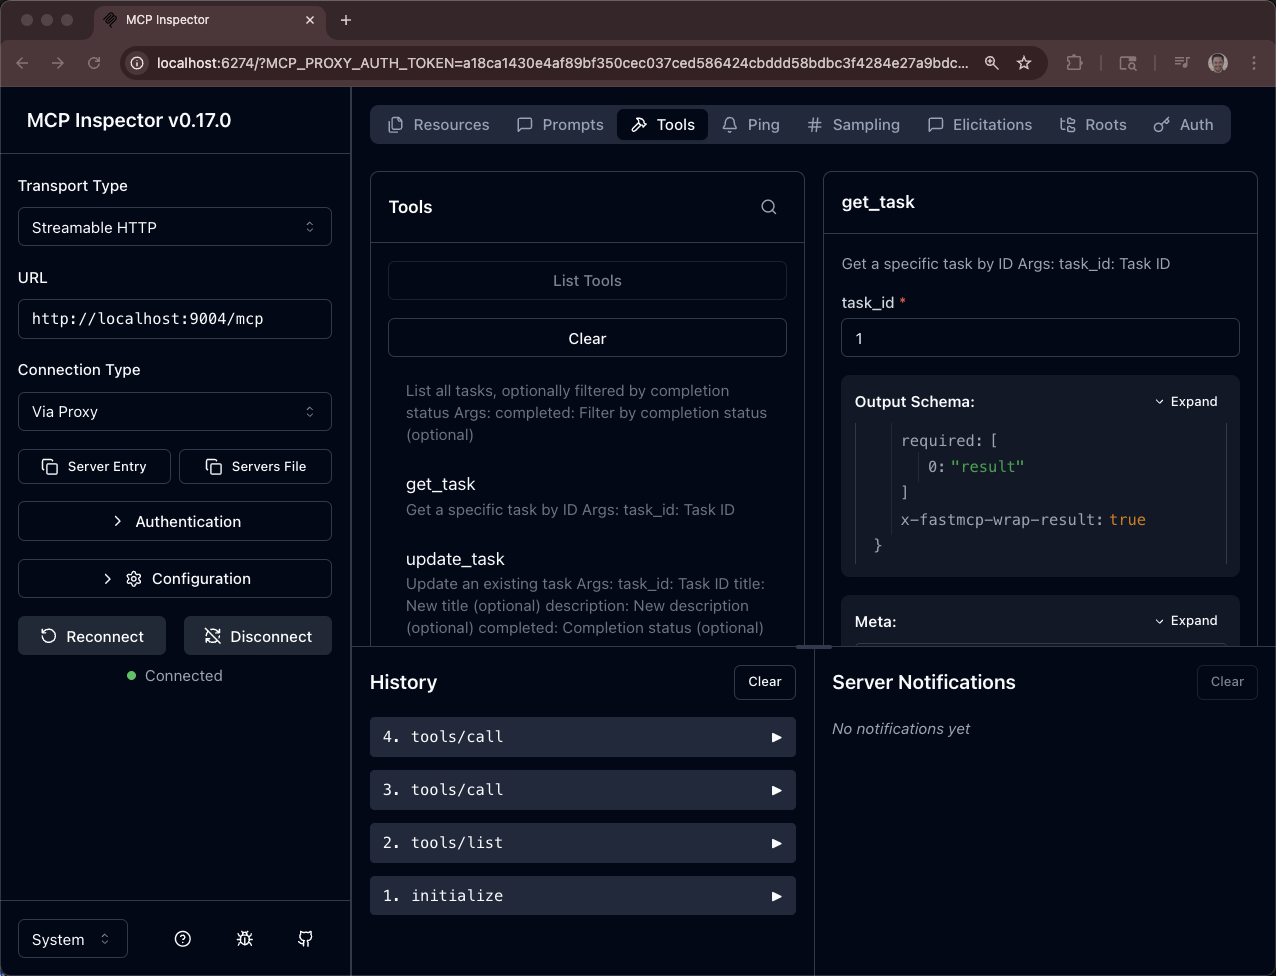 MCP Inspector
localhost:6274/?MCP_PROXY_AUTH_TOKEN=a18ca1430e4af89bf350cec037ced586424cbddd58bdbc3f4284e27a9bdc...
MCP Inspector v0.17.0
Transport Type
Streamable HTTP
URL
http://localhost:9004/mcp
Connection Type
Via Proxy
Server Entry
Servers File
Authentication
Configuration
Reconnect
Disconnect
Connected
System
Resources
Prompts
Tools
Ping
Sampling
Elicitations
Roots
Auth
Tools
List Tools
Clear
List all tasks, optionally filtered by completion
status Args: completed: Filter by completion status
(optional)
get_task
Get a specific task by ID Args: task_id: Task ID
update_task
Update an existing task Args: task_id: Task ID title:
New title (optional) description: New description
(optional) completed: Completion status (optional)
get_task
Get a specific task by ID Args: task_id: Task ID
task_id *
1
Output Schema:
Expand
required: [
0: "result"
]
x-fastmcp-wrap-result: true
}
Meta:
Expand
History
Clear
4. tools/call
3. tools/call
2. tools/list
1. initialize
Server Notifications
Clear
No notifications yet